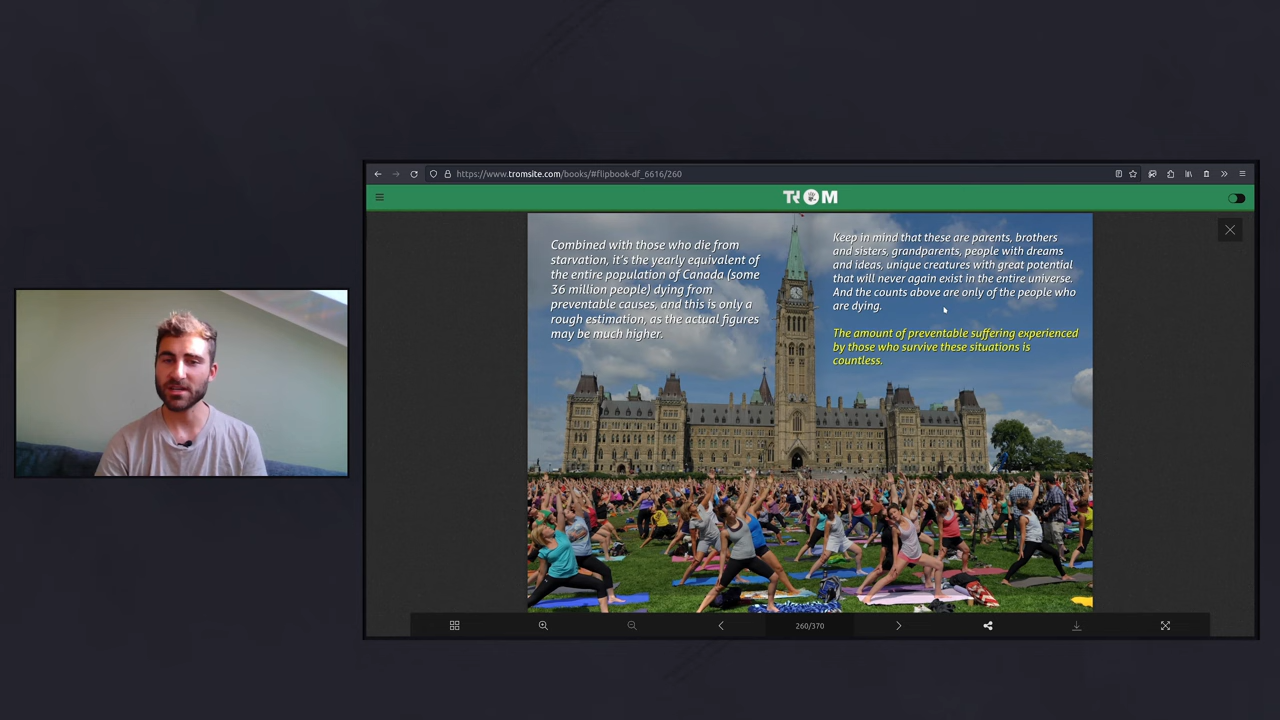 https://www.tromsite.com/books/#flipbook-df_6616/260
TROM
Combined with those who die from
starvation, it's the yearly equivalent of
the entire population of Canada (some
36 million people) dying from
preventable causes, and this is only a
rough estimation, as the actual figures
may be much higher.
Keep in mind that these are parents, brothers
and sisters, grandparents, people with dreams
and ideas, unique creatures with great potential
that will never again exist in the entire universe.
And the counts above are only of the people who
are dying.
The amount of preventable suffering experienced
by those who survive these situations is
countless.
260/370